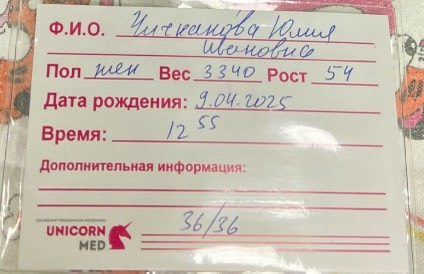 Ф.И.О. Чичканова Юлия
Ивановна
Пол жен Вес 3340 Рост 54
Дата рождения: 9.04.2025
Время: 12 55
Дополнительная информация:
36/36
UNICORN
MED